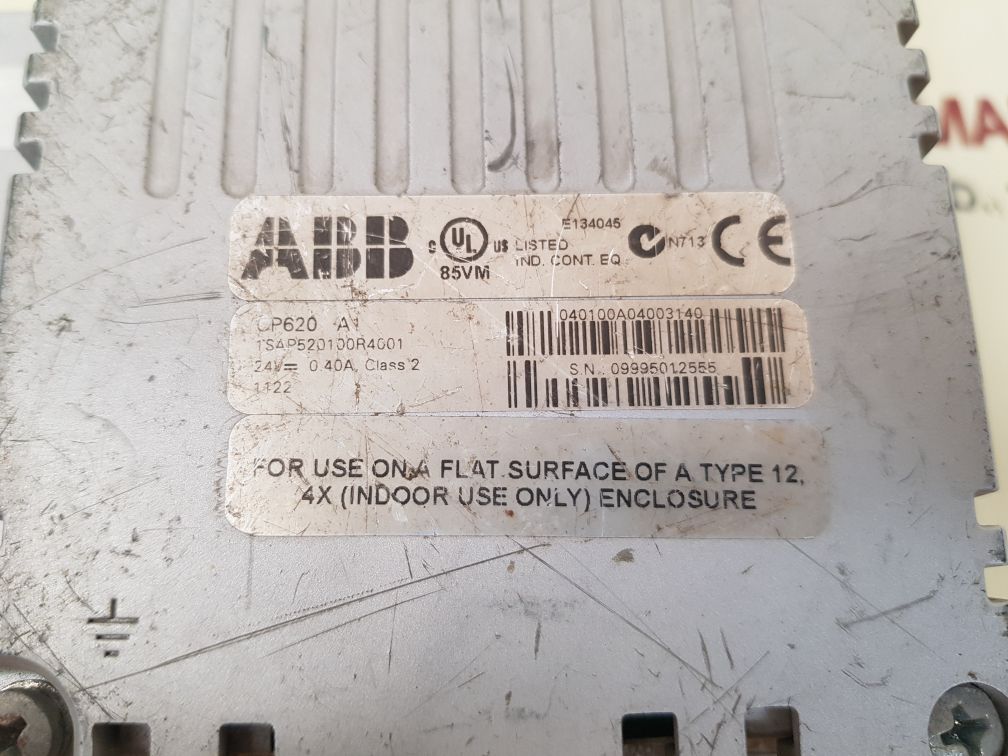 ABB
c UL US
85VM
E134045
LISTED
IND. CONT. EQ
N713
CE
CP620 A1
1SAP520100R4001
24V 0.40A, Class 2
1122
040100A04003140
S.N.: 09995012555
FOR USE ON A FLAT SURFACE OF A TYPE 12,
4X (INDOOR USE ONLY) ENCLOSURE